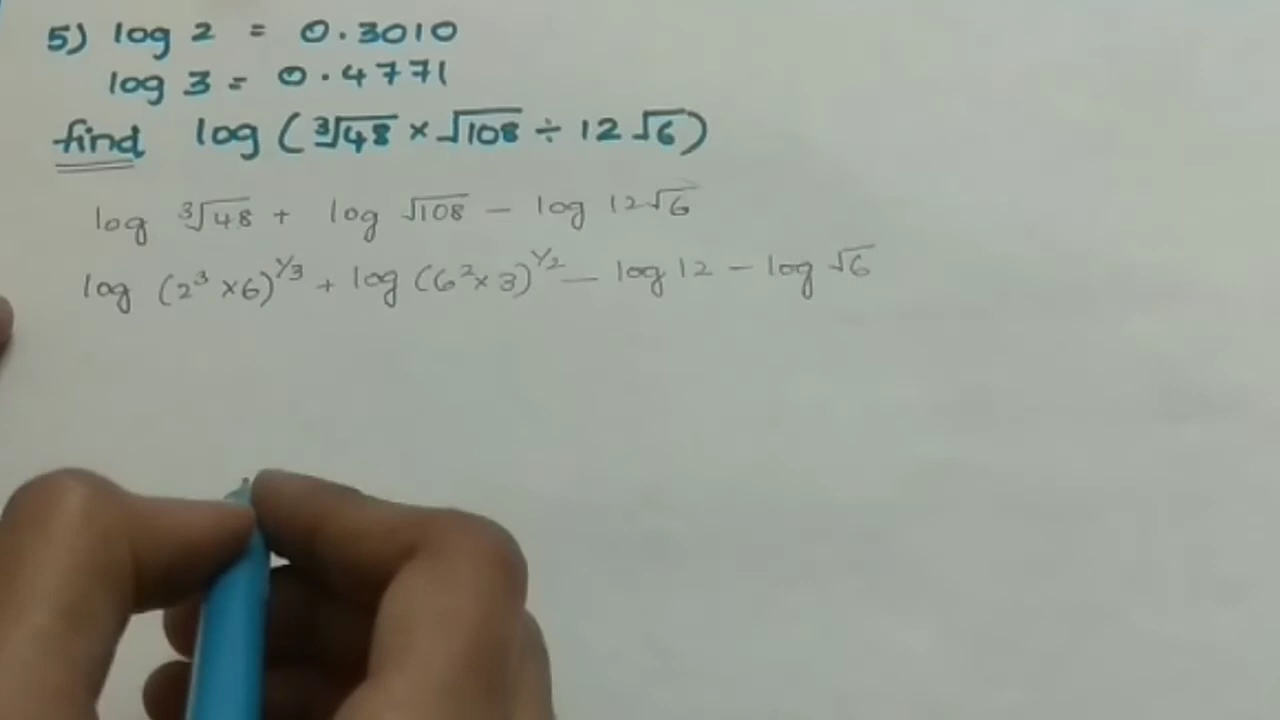 5) log 2 = 0.3010
log 3 = 0.4771
find log (∛48 × √108 ÷ 12√6)
log ∛48 + log √108 − log 12√6
log (2³ × 6)^1/3 + log (6² × 3)^1/2 − log 12 − log √6